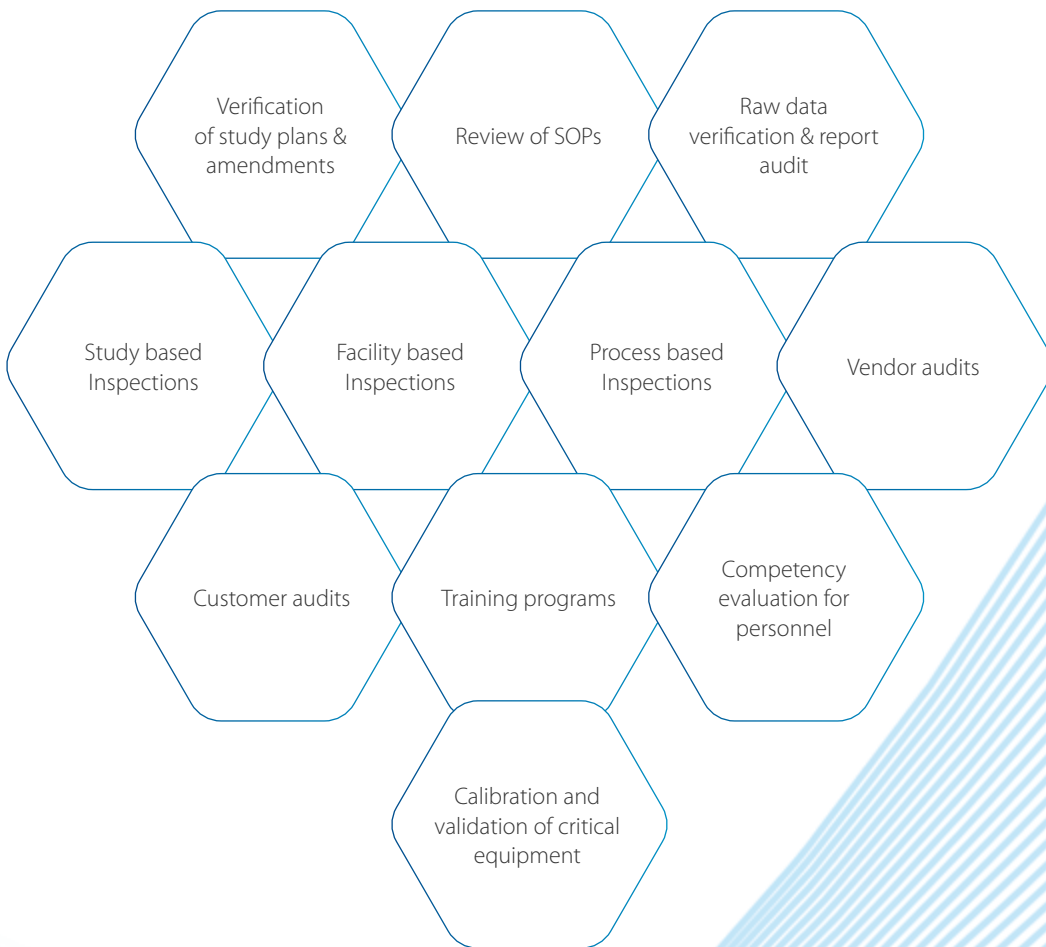 Verification
of study plans &
amendments
Review of SOPs
Raw data
verification & report
audit
Study based
Inspections
Facility based
Inspections
Process based
Inspections
Vendor audits
Customer audits
Training programs
Competency
evaluation for
personnel
Calibration and
validation of critical
equipment